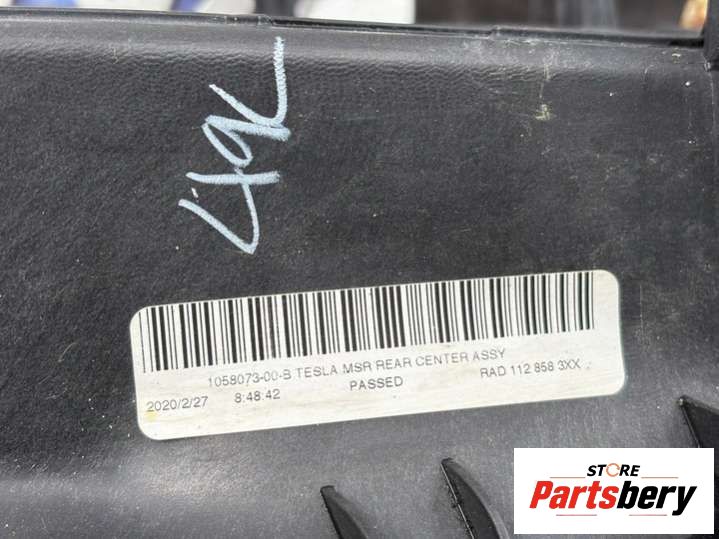 49L
1058073-00-B TESLA MSR REAR CENTER ASSY
2020/2/27 8:48:42 PASSED RAD 112 858 3XX
STORE
Partsbery